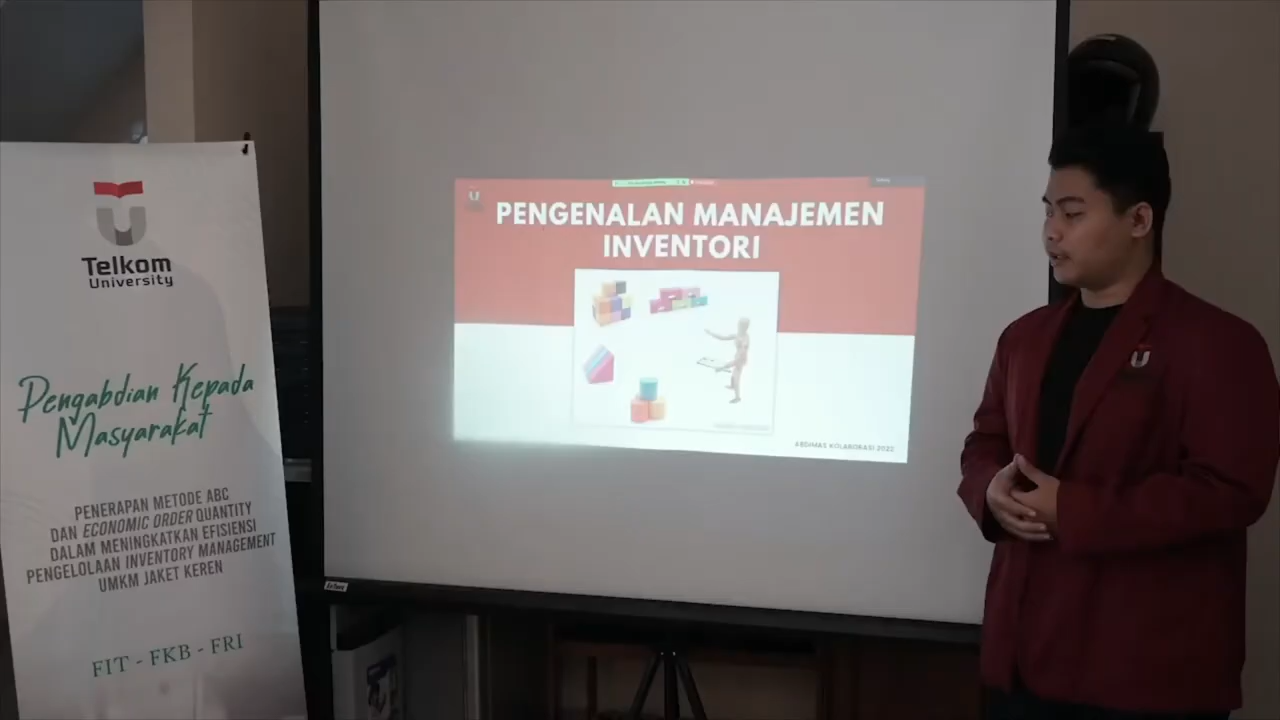 Telkom
University
Pengabdian Kepada
Masyarakat
PENERAPAN METODE ABC
DAN ECONOMIC ORDER QUANTITY
DALAM MENINGKATKAN EFISIENSI
PENGELOLAAN INVENTORY MANAGEMENT
UMKM JAKET KEREN
FIT - FKB - FRI
PENGENALAN MANAJEMEN
INVENTORI
ABDIMAS KOLABORASI 2022